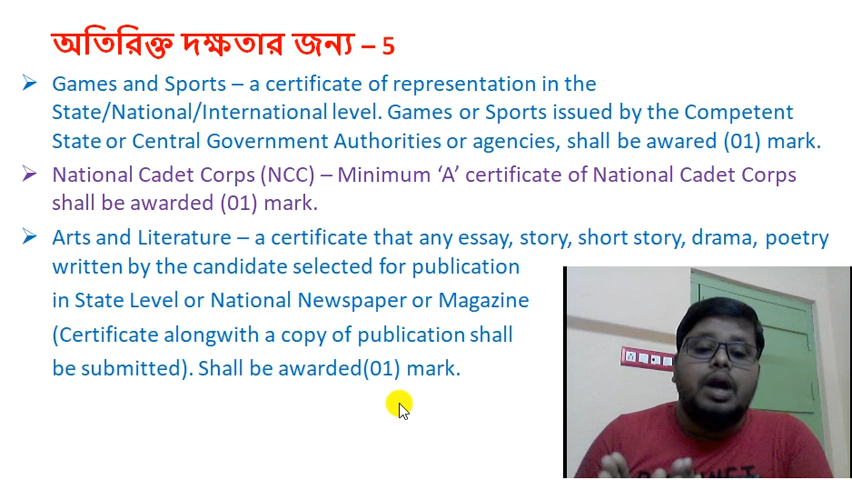 অতিরিক্ত দক্ষতার জন্য – 5
➢ Games and Sports – a certificate of representation in the
State/National/International level. Games or Sports issued by the Competent
State or Central Government Authorities or agencies, shall be awared (01) mark.
➢ National Cadet Corps (NCC) – Minimum ‘A’ certificate of National Cadet Corps
shall be awarded (01) mark.
➢ Arts and Literature – a certificate that any essay, story, short story, drama, poetry
written by the candidate selected for publication
in State Level or National Newspaper or Magazine
(Certificate alongwith a copy of publication shall
be submitted). Shall be awarded(01) mark.